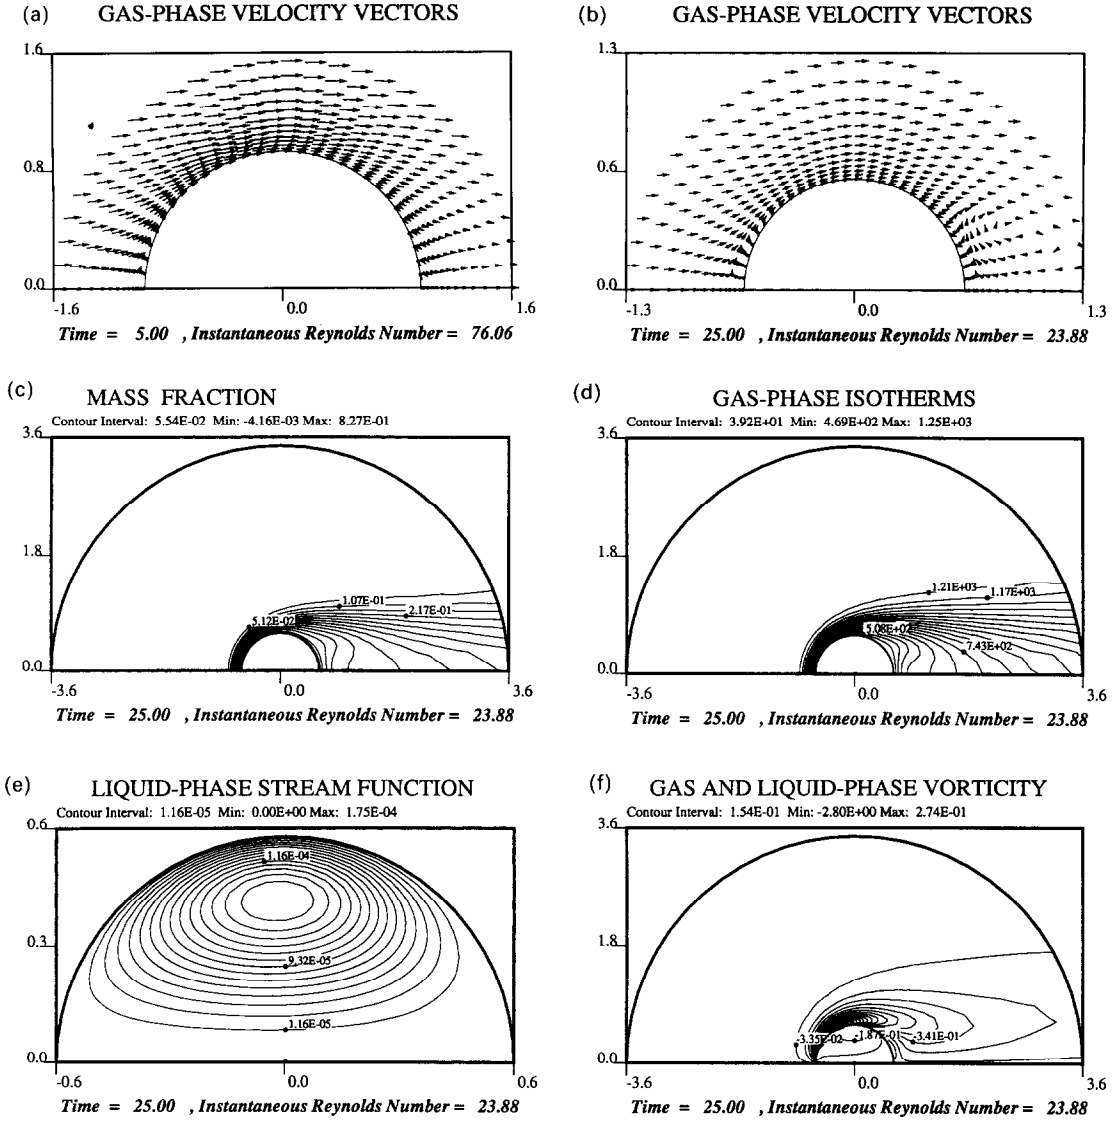 (a) GAS-PHASE VELOCITY VECTORS
1.6
0.8
0.0
-1.6 0.0 1.6
Time = 5.00 , Instantaneous Reynolds Number = 76.06
(b) GAS-PHASE VELOCITY VECTORS
1.3
0.6
0.0
-1.3 0.0 1.3
Time = 25.00 , Instantaneous Reynolds Number = 23.88
(c) MASS FRACTION
Contour Interval: 5.54E-02 Min: -4.16E-03 Max: 8.27E-01
3.6
1.8
1.07E-01
2.17E-01
5.12E-02
0.0
-3.6 0.0 3.6
Time = 25.00 , Instantaneous Reynolds Number = 23.88
(d) GAS-PHASE ISOTHERMS
Contour Interval: 3.92E+01 Min: 4.69E+02 Max: 1.25E+03
3.6
1.8
1.21E+03
1.17E+03
5.08E+02
7.43E+02
0.0
-3.6 0.0 3.6
Time = 25.00 , Instantaneous Reynolds Number = 23.88
(e) LIQUID-PHASE STREAM FUNCTION
Contour Interval: 1.16E-05 Min: 0.00E+00 Max: 1.75E-04
0.6
1.16E-04
0.3
9.32E-05
1.16E-05
0.0
-0.6 0.0 0.6
Time = 25.00 , Instantaneous Reynolds Number = 23.88
(f) GAS AND LIQUID-PHASE VORTICITY
Contour Interval: 1.54E-01 Min: -2.80E+00 Max: 2.74E-01
3.6
1.8
-3.35E-02
-1.87E-01
-3.41E-01
0.0
-3.6 0.0 3.6
Time = 25.00 , Instantaneous Reynolds Number = 23.88